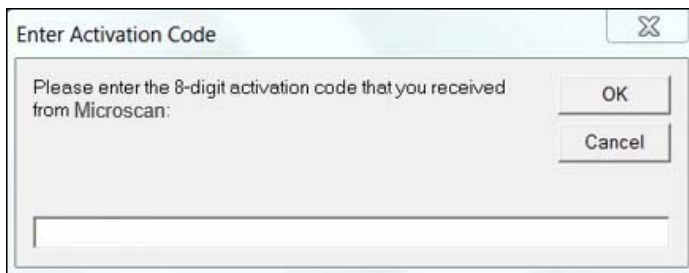 Enter Activation Code
Please enter the 8-digit activation code that you received
from Microscan:
OK
Cancel